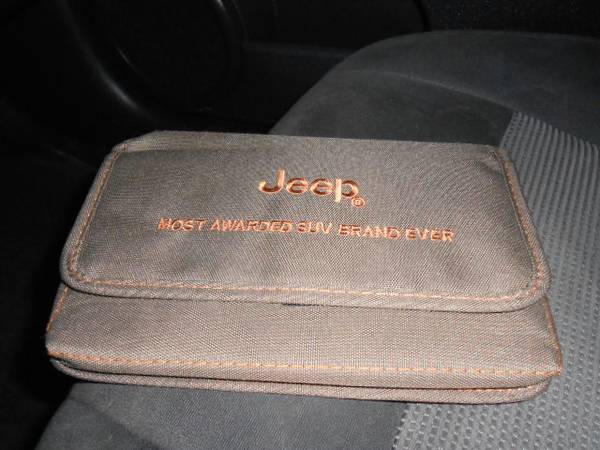 Jeep®
MOST AWARDED SUV BRAND EVER